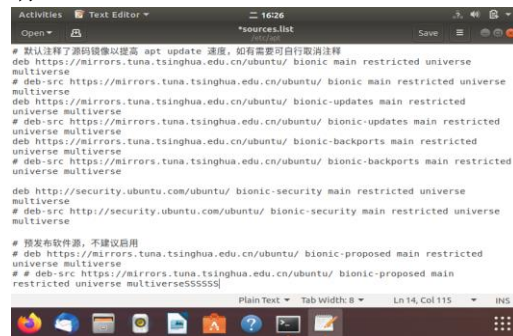 Activities Text Editor 二 16:26
Open *sources.list Save
/etc/apt
# 默认注释了源码镜像以提高 apt update 速度，如有需要可自行取消注释
deb https://mirrors.tuna.tsinghua.edu.cn/ubuntu/ bionic main restricted universe
multiverse
# deb-src https://mirrors.tuna.tsinghua.edu.cn/ubuntu/ bionic main restricted universe
multiverse
deb https://mirrors.tuna.tsinghua.edu.cn/ubuntu/ bionic-updates main restricted
universe multiverse
# deb-src https://mirrors.tuna.tsinghua.edu.cn/ubuntu/ bionic-updates main restricted
universe multiverse
deb https://mirrors.tuna.tsinghua.edu.cn/ubuntu/ bionic-backports main restricted
universe multiverse
# deb-src https://mirrors.tuna.tsinghua.edu.cn/ubuntu/ bionic-backports main restricted
universe multiverse
deb http://security.ubuntu.com/ubuntu/ bionic-security main restricted universe
multiverse
# deb-src http://security.ubuntu.com/ubuntu/ bionic-security main restricted universe
multiverse
# 预发布软件源，不建议启用
# deb https://mirrors.tuna.tsinghua.edu.cn/ubuntu/ bionic-proposed main restricted
universe multiverse
# # deb-src https://mirrors.tuna.tsinghua.edu.cn/ubuntu/ bionic-proposed main
restricted universe multiverseSSSSSS
Plain Text Tab Width: 8 Ln 14, Col 115 INS